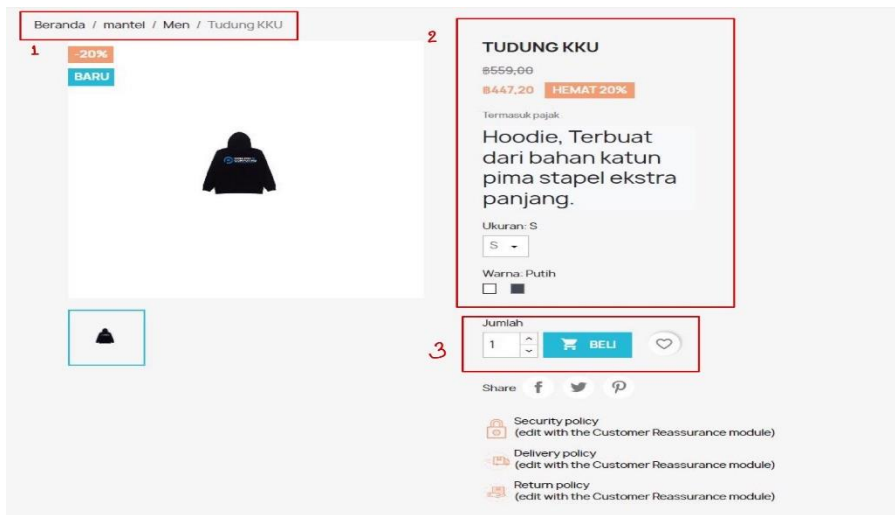 Beranda / mantel / Men / Tudung KKU
1
-20%
BARU
2
TUDUNG KKU
฿559,00
฿447,20 HEMAT 20%
Termasuk pajak
Hoodie, Terbuat
dari bahan katun
pima stapel ekstra
panjang.
Ukuran: S
S
Warna: Putih
3
Jumlah
1 BELI
Share f
Security policy
(edit with the Customer Reassurance module)
Delivery policy
(edit with the Customer Reassurance module)
Return policy
(edit with the Customer Reassurance module)